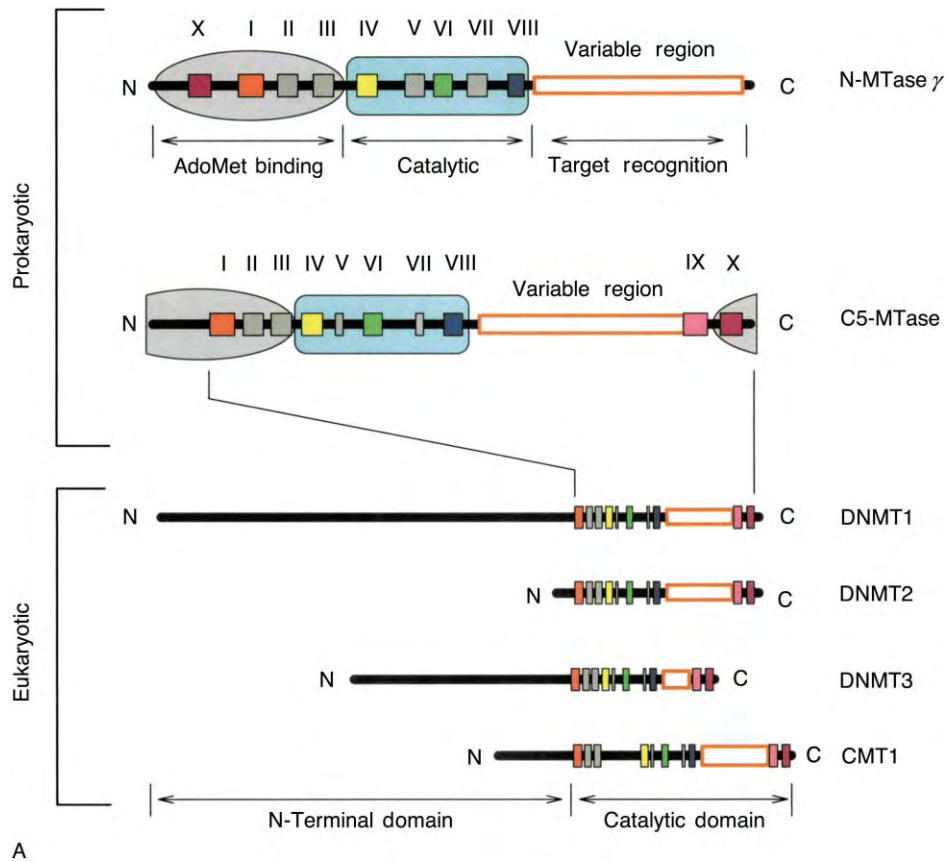 X I II III IV V VI VII VIII
Variable region
N C N-MTase γ
AdoMet binding Catalytic Target recognition
Prokaryotic
I II III IV V VI VII VIII IX X
Variable region
N C C5-MTase
Eukaryotic
N C DNMT1
N C DNMT2
N C DNMT3
N C CMT1
N-Terminal domain Catalytic domain
A